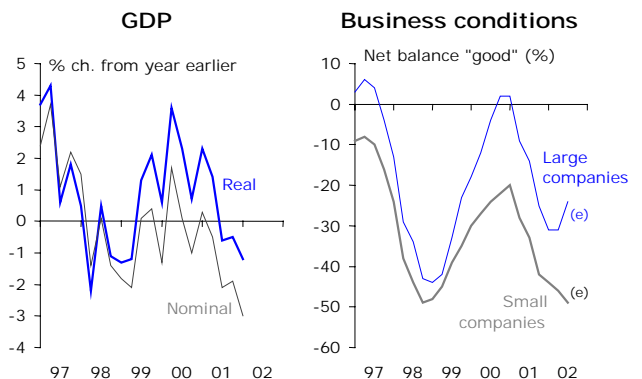 GDP
% ch. from year earlier
5
4
3
2
1
0
-1
-2
-3
-4
Real
Nominal
97 98 99 00 01 02
Business conditions
Net balance "good" (%)
10
0
-10
-20
-30
-40
-50
-60
Large
companies
(e)
(e)
Small
companies
97 98 99 00 01 02